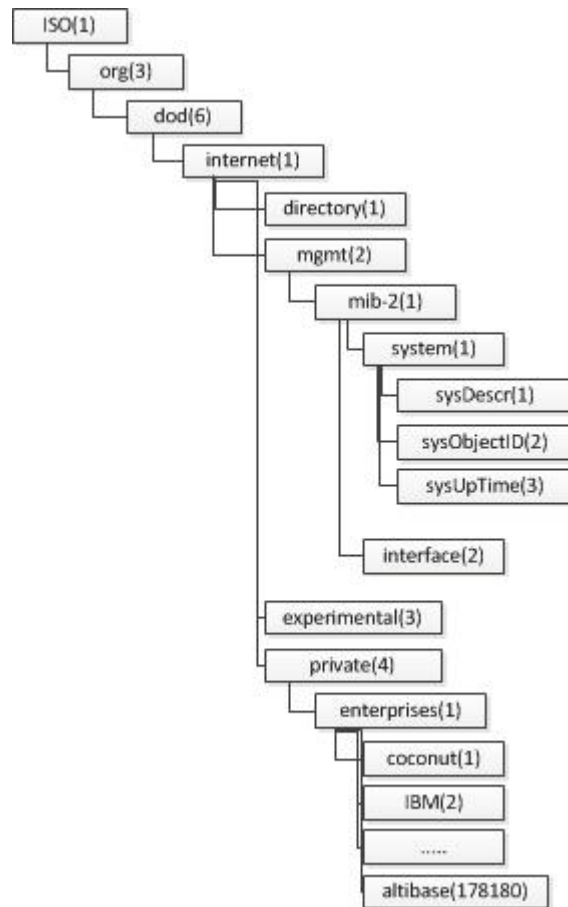 ISO(1)
org(3)
dod(6)
internet(1)
directory(1)
mgmt(2)
mib-2(1)
system(1)
sysDescr(1)
sysObjectID(2)
sysUpTime(3)
interface(2)
experimental(3)
private(4)
enterprises(1)
coconut(1)
IBM(2)
.....
altibase(178180)